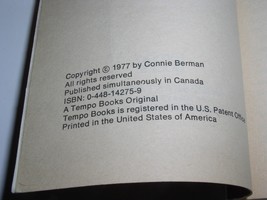 Copyright © 1977 by Connie Berman
All rights reserved
Published simultaneously in Canada
ISBN: 0-448-14275-9
A Tempo Books Original
Tempo Books is registered in the U.S. Patent Office
Printed in the United States of America